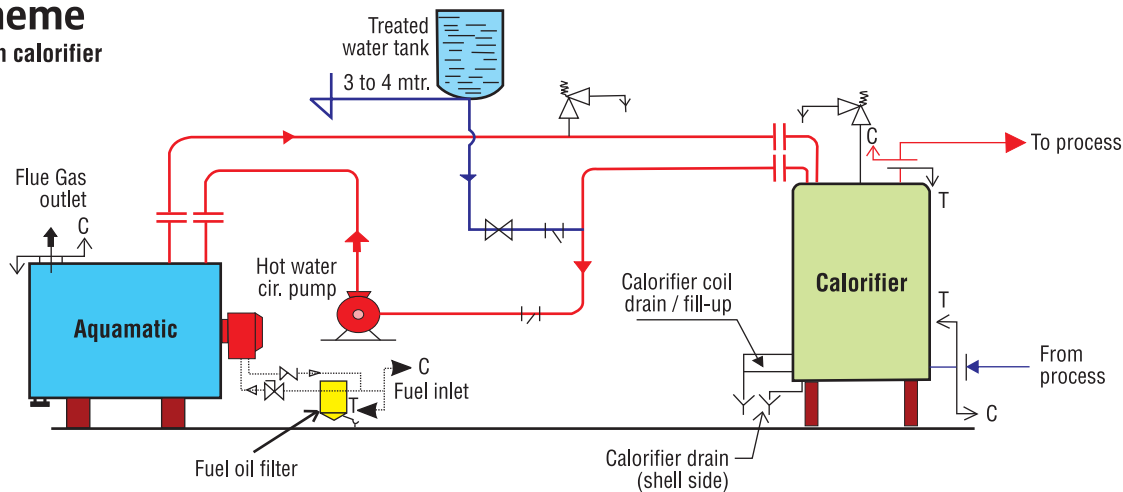 Treated
water tank
3 to 4 mtr.
C
To process
T
Flue Gas
outlet
C
Hot water
cir. pump
Calorifier coil
drain / fill-up
Calorifier
T
Aquamatic
From
process
C
Fuel inlet
T
C
Fuel oil filter
Calorifier drain
(shell side)
calorifier